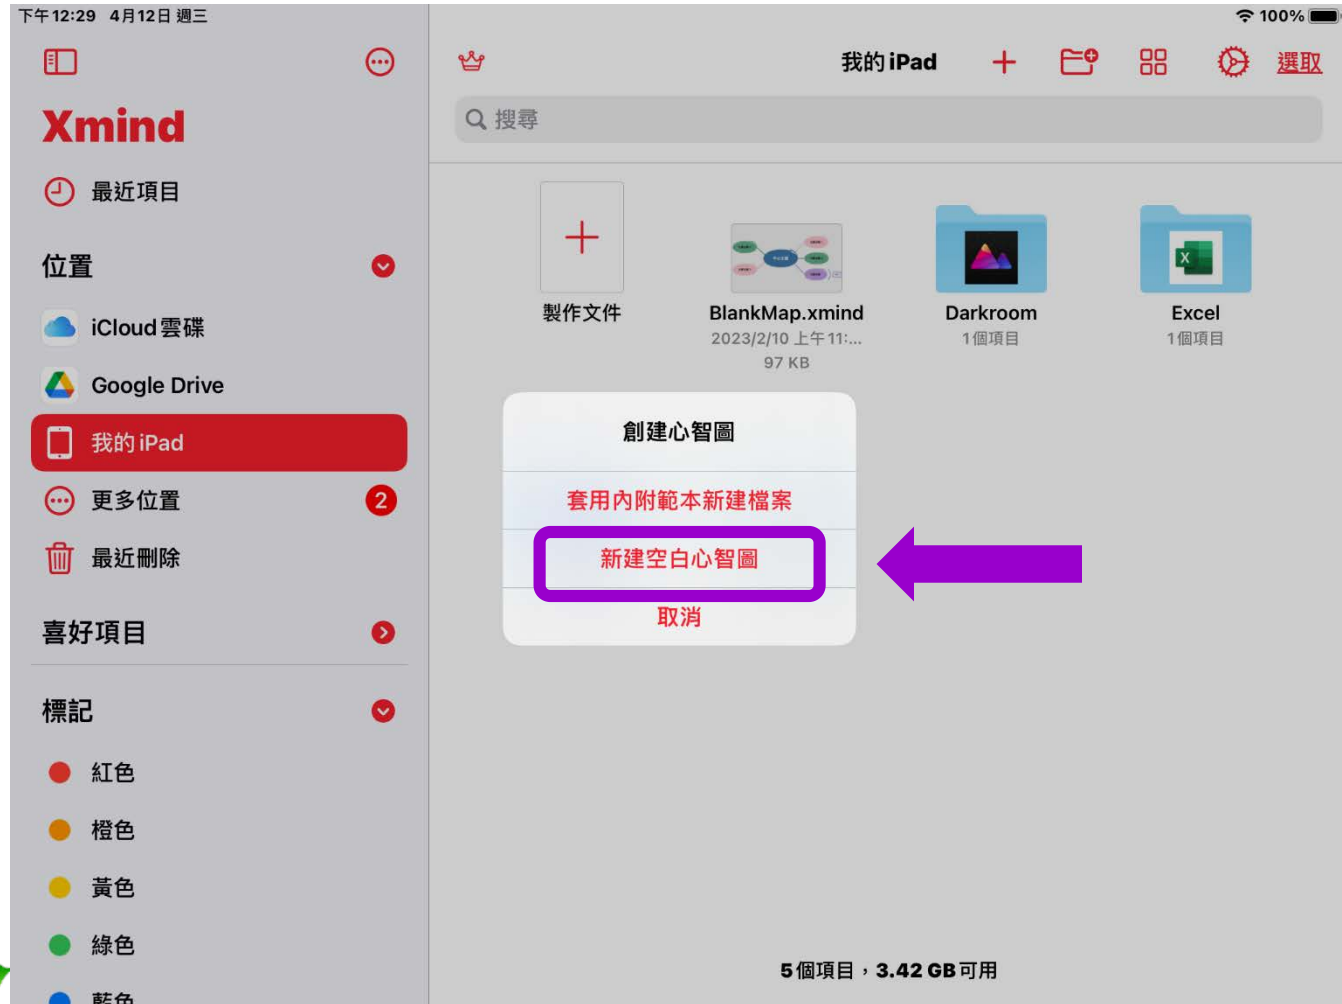 下午12:29 4月12日 週三
100%
Xmind
最近項目
位置
iCloud雲碟
Google Drive
我的 iPad
更多位置
2
最近刪除
喜好項目
標記
紅色
橙色
黃色
綠色
藍色
我的 iPad
選取
搜尋
製作文件
BlankMap.xmind
2023/2/10 上午11:...
97 KB
Darkroom
1個項目
X
Excel
1個項目
創建心智圖
套用內附範本新建檔案
新建空白心智圖
取消
5個項目，3.42 GB可用